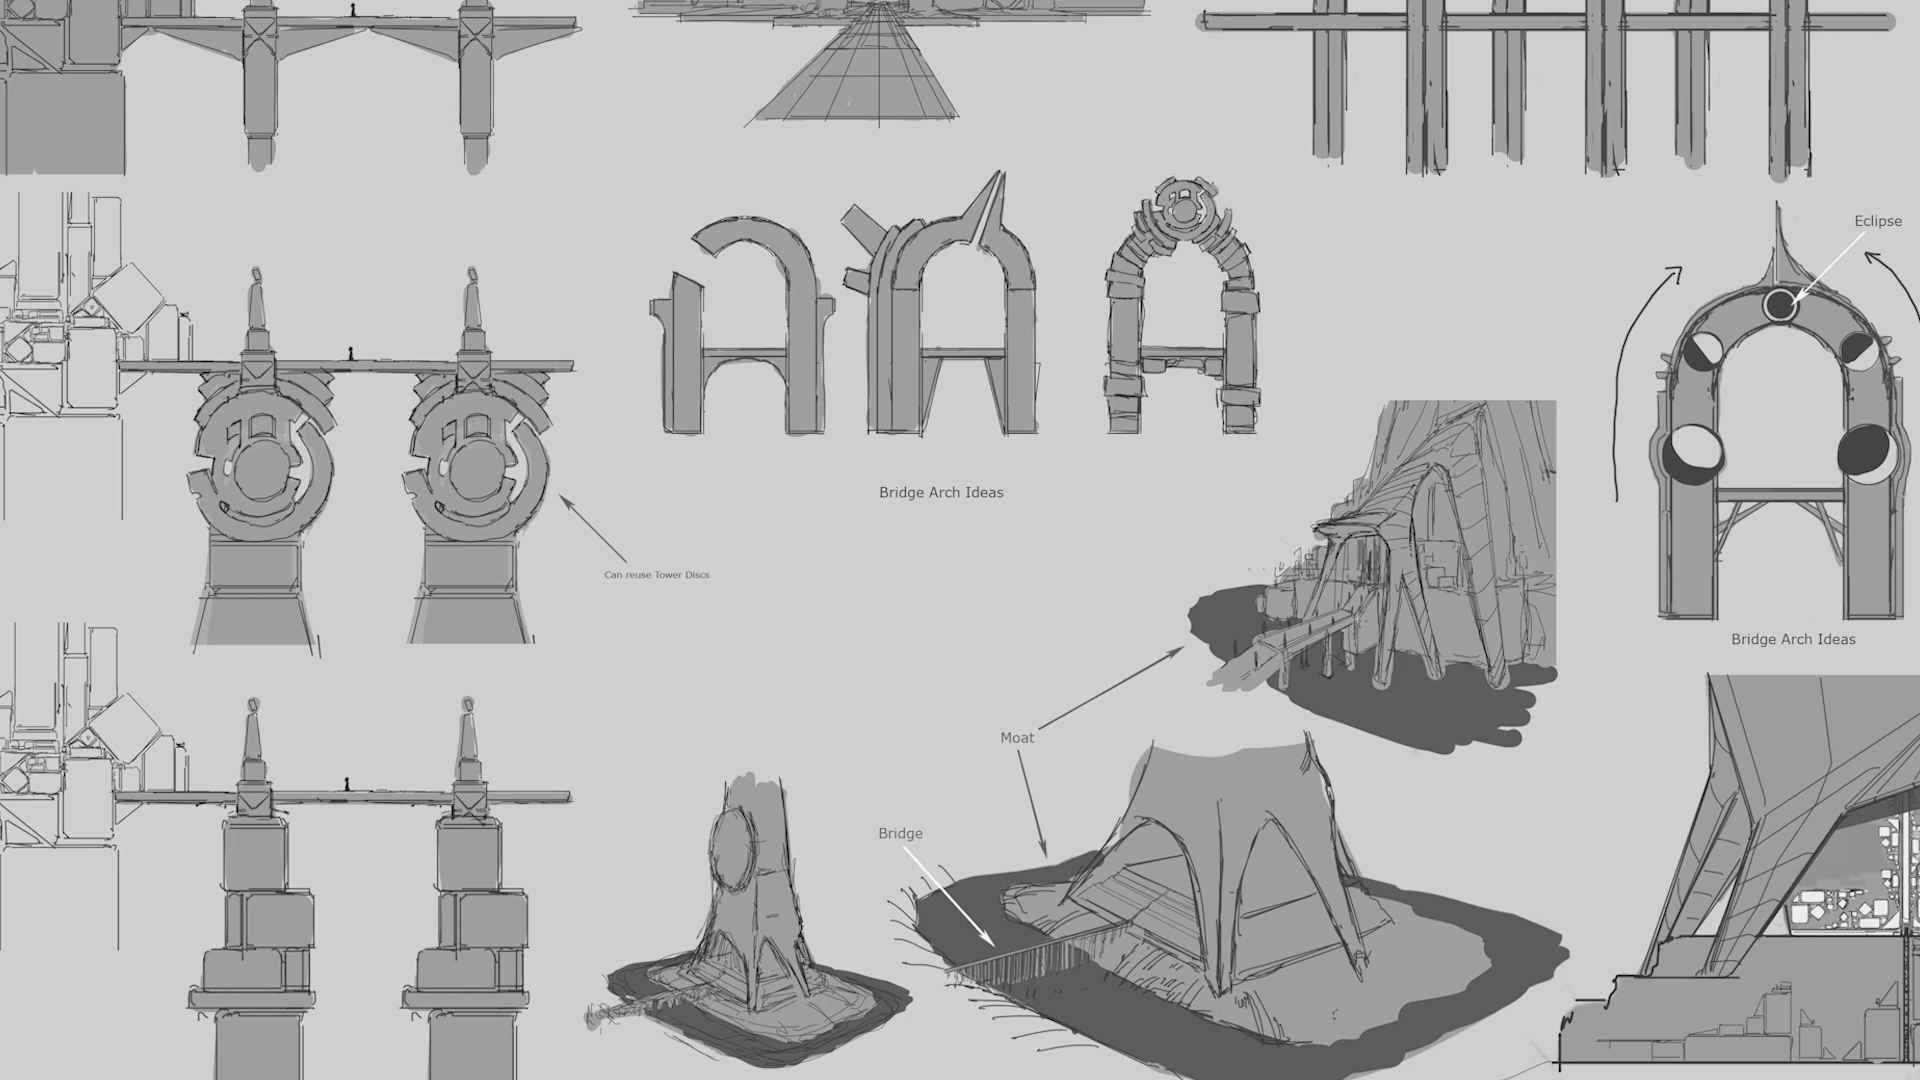 Eclipse
Bridge Arch Ideas
Can reuse Tower Discs
Bridge Arch Ideas
Moat
Bridge